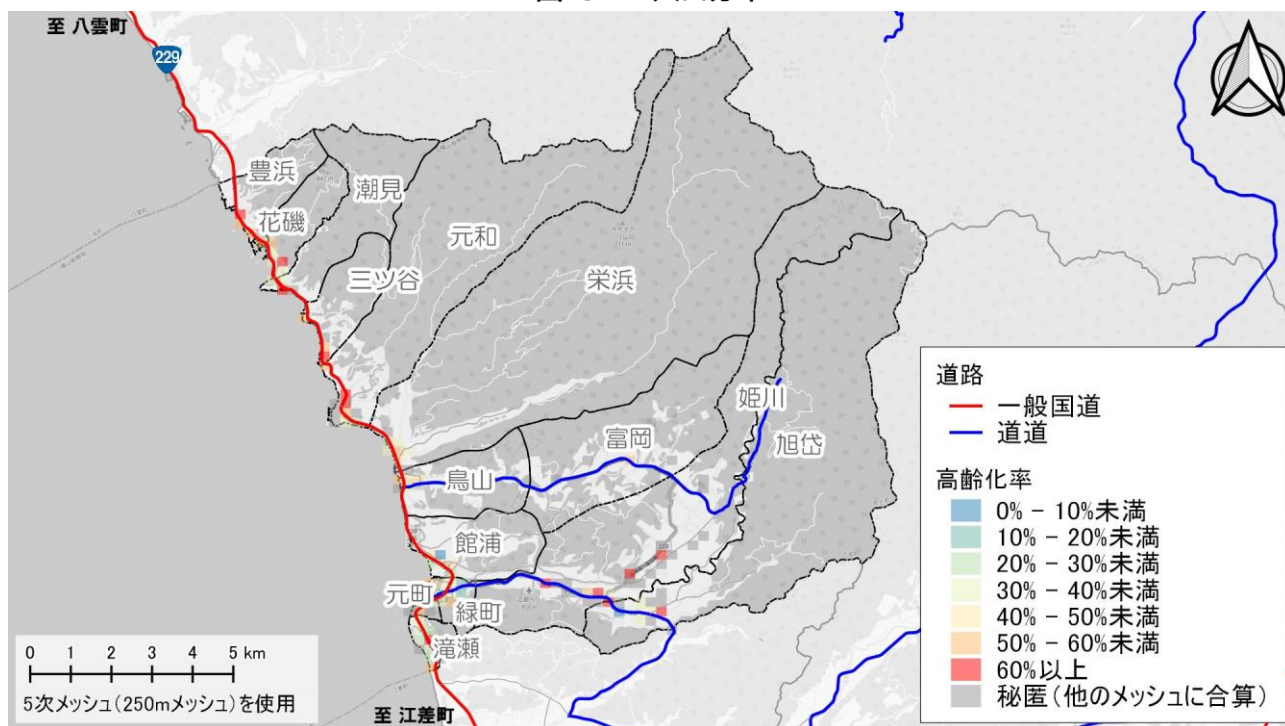 至 八雲町
229
豊浜
潮見
花磯
元和
三ツ谷
栄浜
姫川
富岡
旭岱
鳥山
館浦
元町
緑町
滝瀬
道路
一般国道
道道
高齢化率
0% - 10%未満
10% - 20%未満
20% - 30%未満
30% - 40%未満
40% - 50%未満
50% - 60%未満
60%以上
秘匿(他のメッシュに合算)
0 1 2 3 4 5 km
5次メッシュ(250mメッシュ)を使用
至 江差町